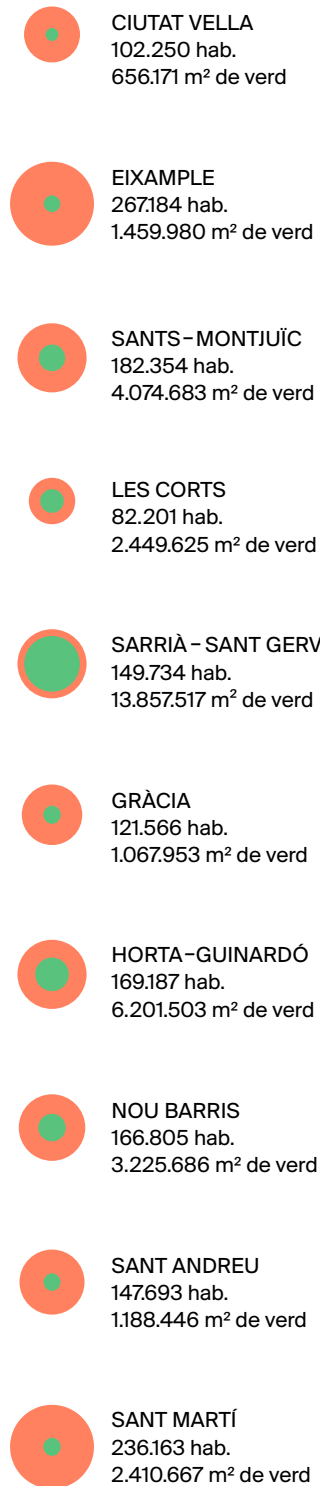 CIUTAT VELLA
102.250 hab.
656.171 m² de verd
EIXAMPLE
267.184 hab.
1.459.980 m² de verd
SANTS-MONTJUÏC
182.354 hab.
4.074.683 m² de verd
LES CORTS
82.201 hab.
2.449.625 m² de verd
SARRIÀ - SANT GERV
149.734 hab.
13.857.517 m² de verd
GRÀCIA
121.566 hab.
1.067.953 m² de verd
HORTA-GUINARDÓ
169.187 hab.
6.201.503 m² de verd
NOU BARRIS
166.805 hab.
3.225.686 m² de verd
SANT ANDREU
147.693 hab.
1.188.446 m² de verd
SANT MARTÍ
236.163 hab.
2.410.667 m² de verd